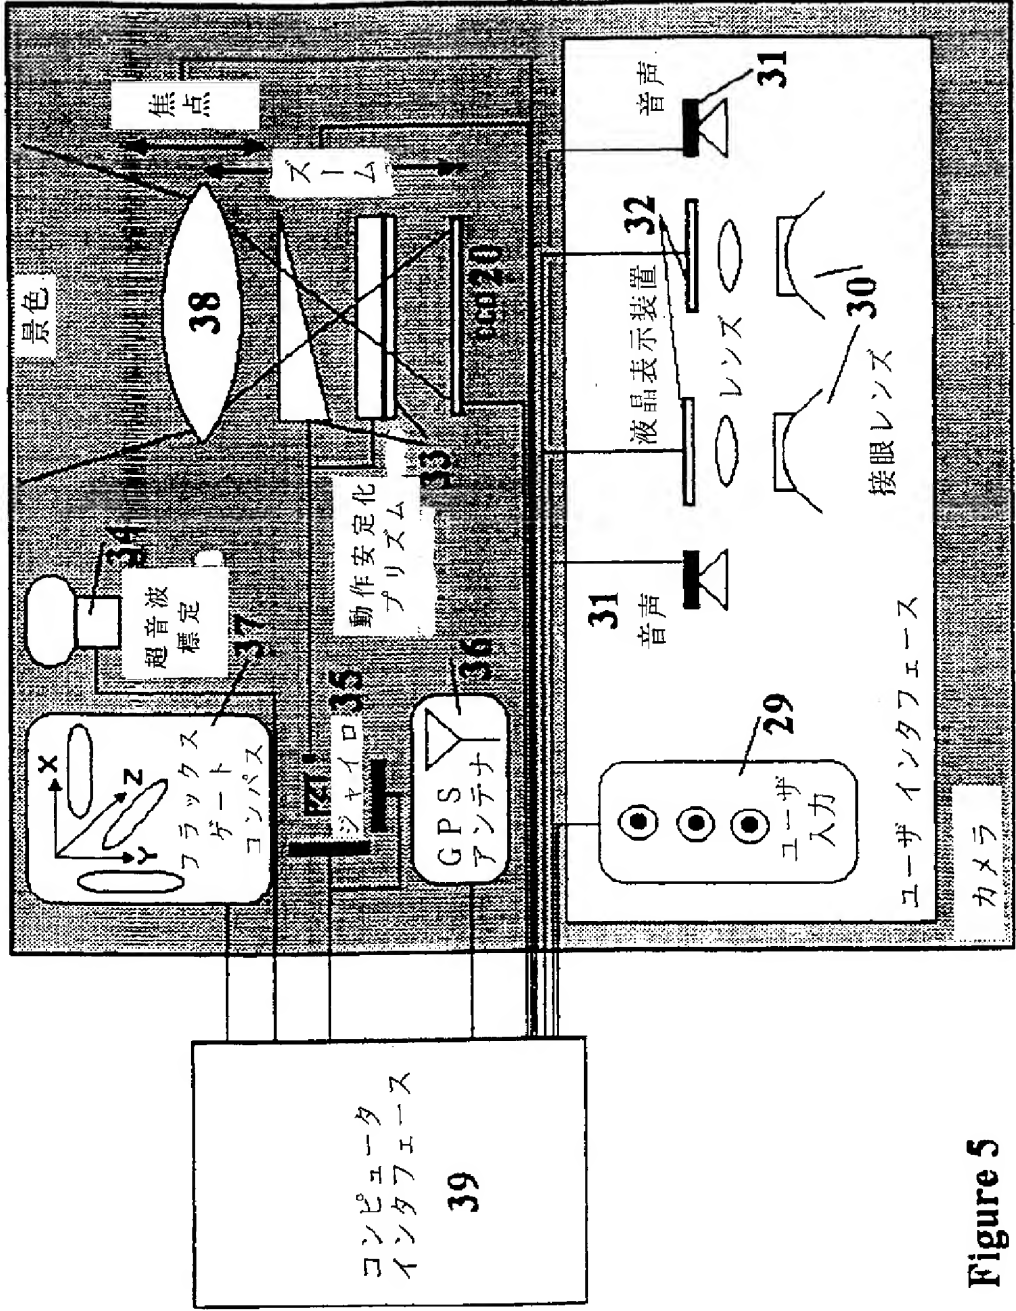 景色
焦点
ズーム
38
ccd20
34
超音波
標定
37
X
Z
Y
フラックス
ゲート
コンパス
動作安定化
プリズム
33
35
ジャイロ
36
GPS
アンテナ
コンピュータ
インタフェース
39
音声
31
液晶表示装置
32
レンズ
接眼レンズ
30
31
音声
29
ユーザ
入力
ユーザインタフェース
カメラ
Figure 5